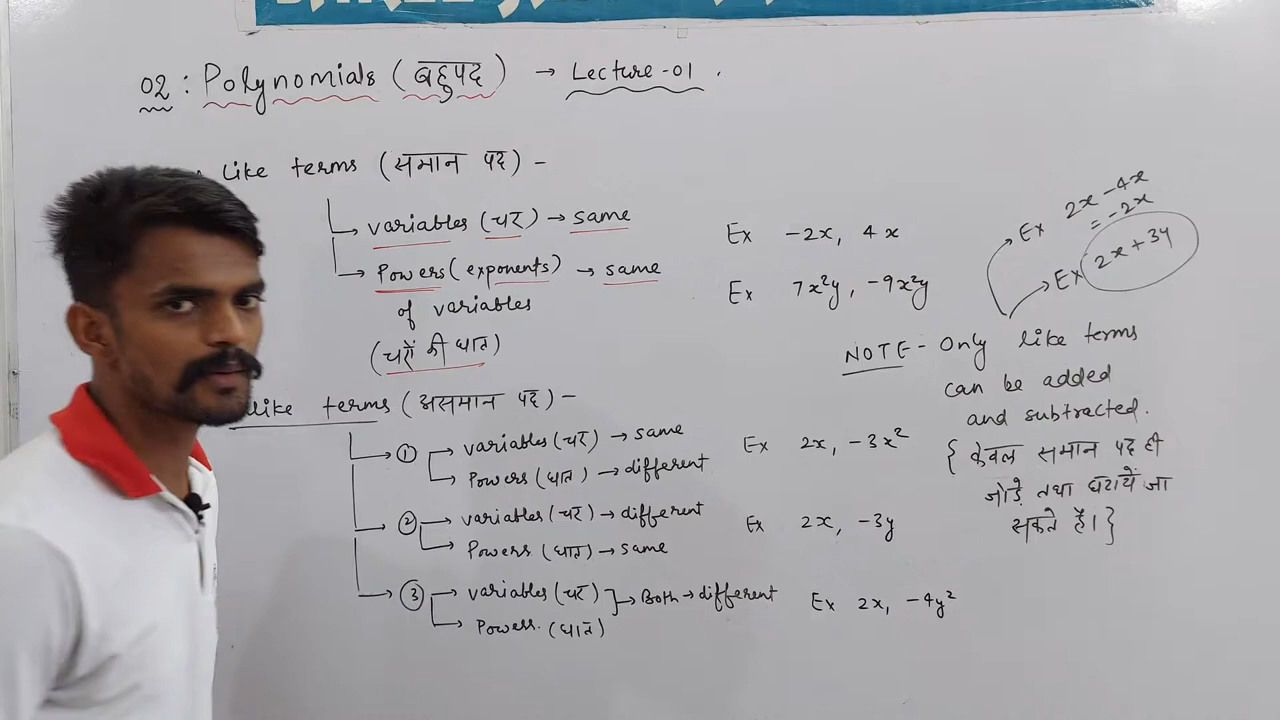 02 : Polynomials (बहुपद) → Lecture-01 .
Like terms (समान पद) -
variables (चर) → same
Ex -2x, 4x
Powers (exponents) → same
of variables
(चरों की घात)
Ex 7x²y, -9x²y
Ex 2x - 4x
= -2x
Ex 2x + 3y
NOTE - Only like terms
can be added
and subtracted.
{ केवल समान पद ही
जोड़े तथा घटायें जा
सकते हैं। }
like terms (असमान पद) -
① variables (चर) → same
Powers (घात) → different
Ex 2x, -3x²
② variables (चर) → different
Powers (घात) → same
Ex 2x, -3y
③ variables (चर)
Powers. (घात)
→ Both → different
Ex 2x, -4y²